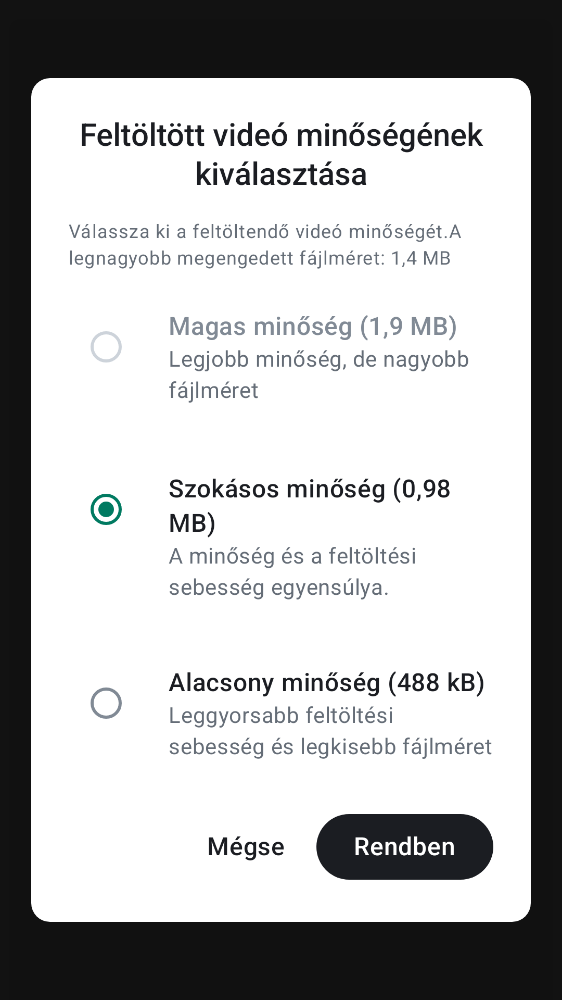 Feltöltött videó minőségének
kiválasztása
Válassza ki a feltöltendő videó minőségét.A
legnagyobb megengedett fájlméret: 1,4 MB
Magas minőség (1,9 MB)
Legjobb minőség, de nagyobb
fájlméret
Szokásos minőség (0,98
MB)
A minőség és a feltöltési
sebesség egyensúlya.
Alacsony minőség (488 kB)
Leggyorsabb feltöltési
sebesség és legkisebb fájlméret
Mégse
Rendben